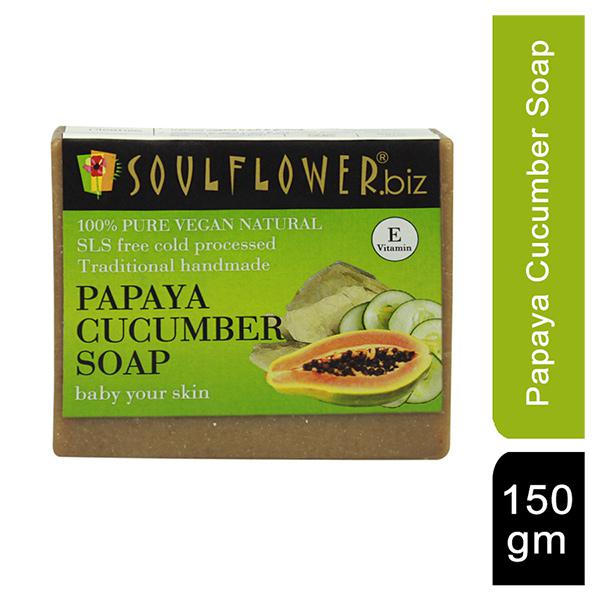 SOULFLOWER®.biz
100% PURE VEGAN NATURAL
SLS free cold processed
Traditional handmade
E
Vitamin
PAPAYA
CUCUMBER
SOAP
baby your skin
Papaya Cucumber Soap
150
gm